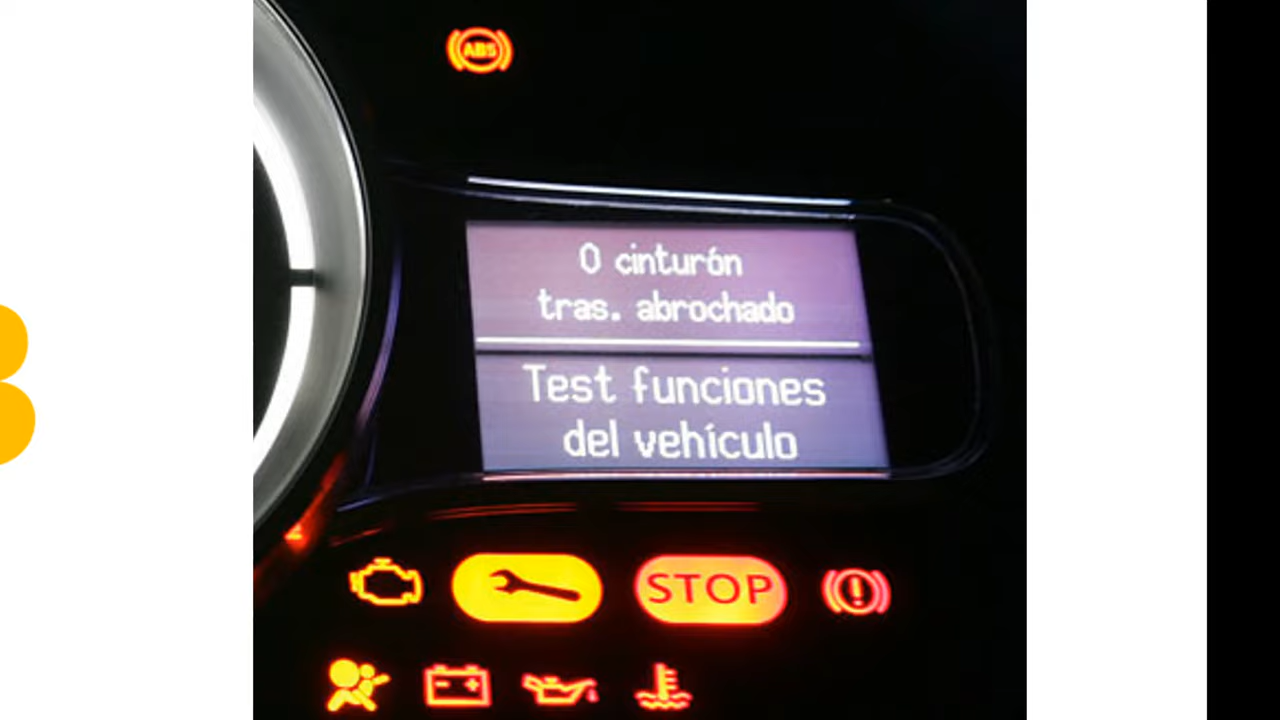 ABS
0 cinturón
tras. abrochado
Test funciones
del vehículo
STOP